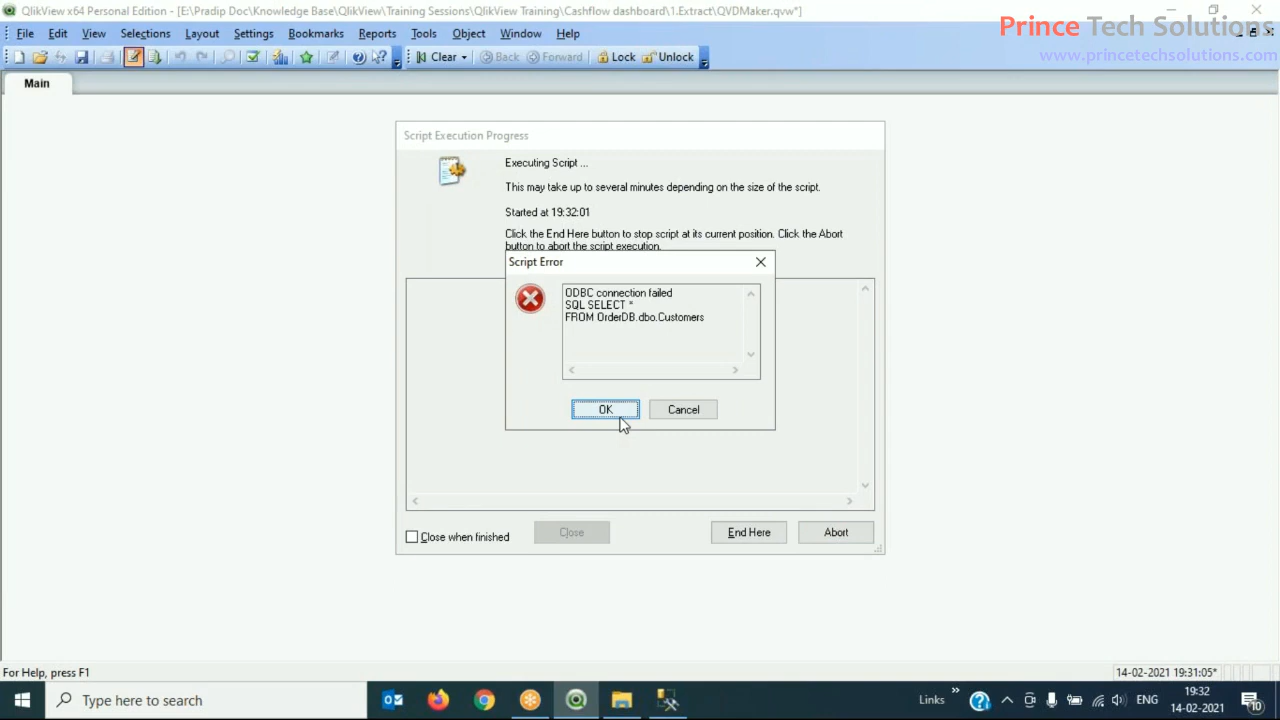 QlikView x64 Personal Edition - [E:\Pradip Doc\Knowledge Base\QlikView\Training Sessions\QlikView Training\Cashflow dashboard\1.Extract\QVDMaker.qvw*]
Prince Tech Solutions
www.princetechsolutions.com
File Edit View Selections Layout Settings Bookmarks Reports Tools Object Window Help
Clear Back Forward Lock Unlock
Main
Script Execution Progress
Executing Script ...
This may take up to several minutes depending on the size of the script.
Started at 19:32:01
Click the End Here button to stop script at its current position. Click the Abort
button to abort the script execution.
Script Error
ODBC connection failed
SQL SELECT *
FROM OrderDB.dbo.Customers
OK Cancel
Close when finished Close End Here Abort
For Help, press F1 14-02-2021 19:31:05*
Type here to search Links ENG 19:32
14-02-2021 10